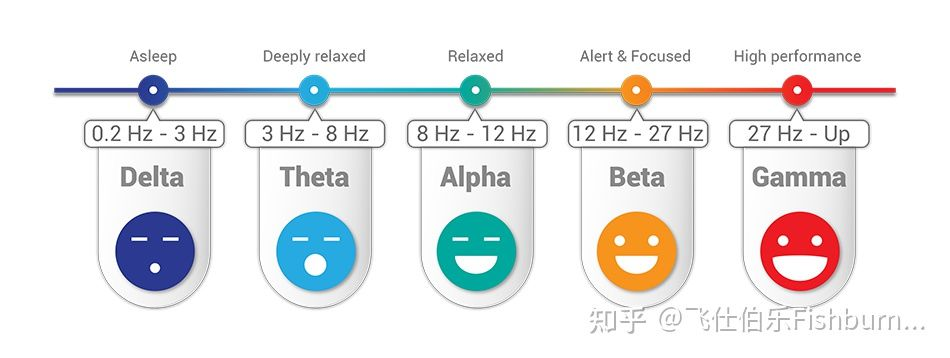 Asleep
Deeply relaxed
Relaxed
Alert & Focused
High performance
0.2 Hz - 3 Hz
3 Hz - 8 Hz
8 Hz - 12 Hz
12 Hz - 27 Hz
27 Hz - Up
Delta
Theta
Alpha
Beta
Gamma
知乎 @飞仕伯乐Fishburn...